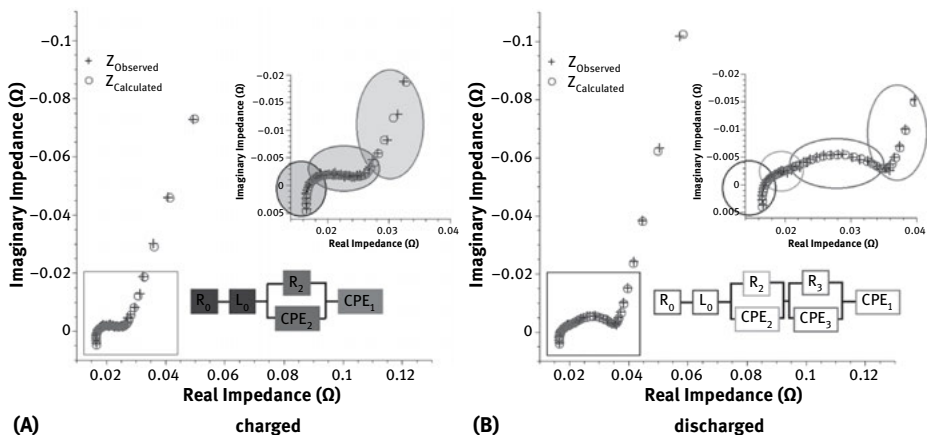 −0.1
−0.08
−0.06
−0.04
−0.02
0
Imaginary Impedance (Ω)
+ Z_Observed
○ Z_Calculated
−0.02
−0.015
−0.01
−0.005
0
0.005
Imaginary Impedance (Ω)
0.01 0.02 0.03 0.04
Real Impedance (Ω)
R0 L0 R2 CPE2 CPE1
0.02 0.04 0.06 0.08 0.1 0.12
Real Impedance (Ω)
(A) charged
−0.1
−0.08
−0.06
−0.04
−0.02
0
Imaginary Impedance (Ω)
+ Z_Observed
○ Z_Calculated
−0.02
−0.015
−0.01
−0.005
0
0.005
Imaginary Impedance (Ω)
0.01 0.02 0.03 0.04
Real Impedance (Ω)
R0 L0 R2 CPE2 R3 CPE3 CPE1
0.02 0.04 0.06 0.08 0.1 0.12
Real Impedance (Ω)
(B) discharged